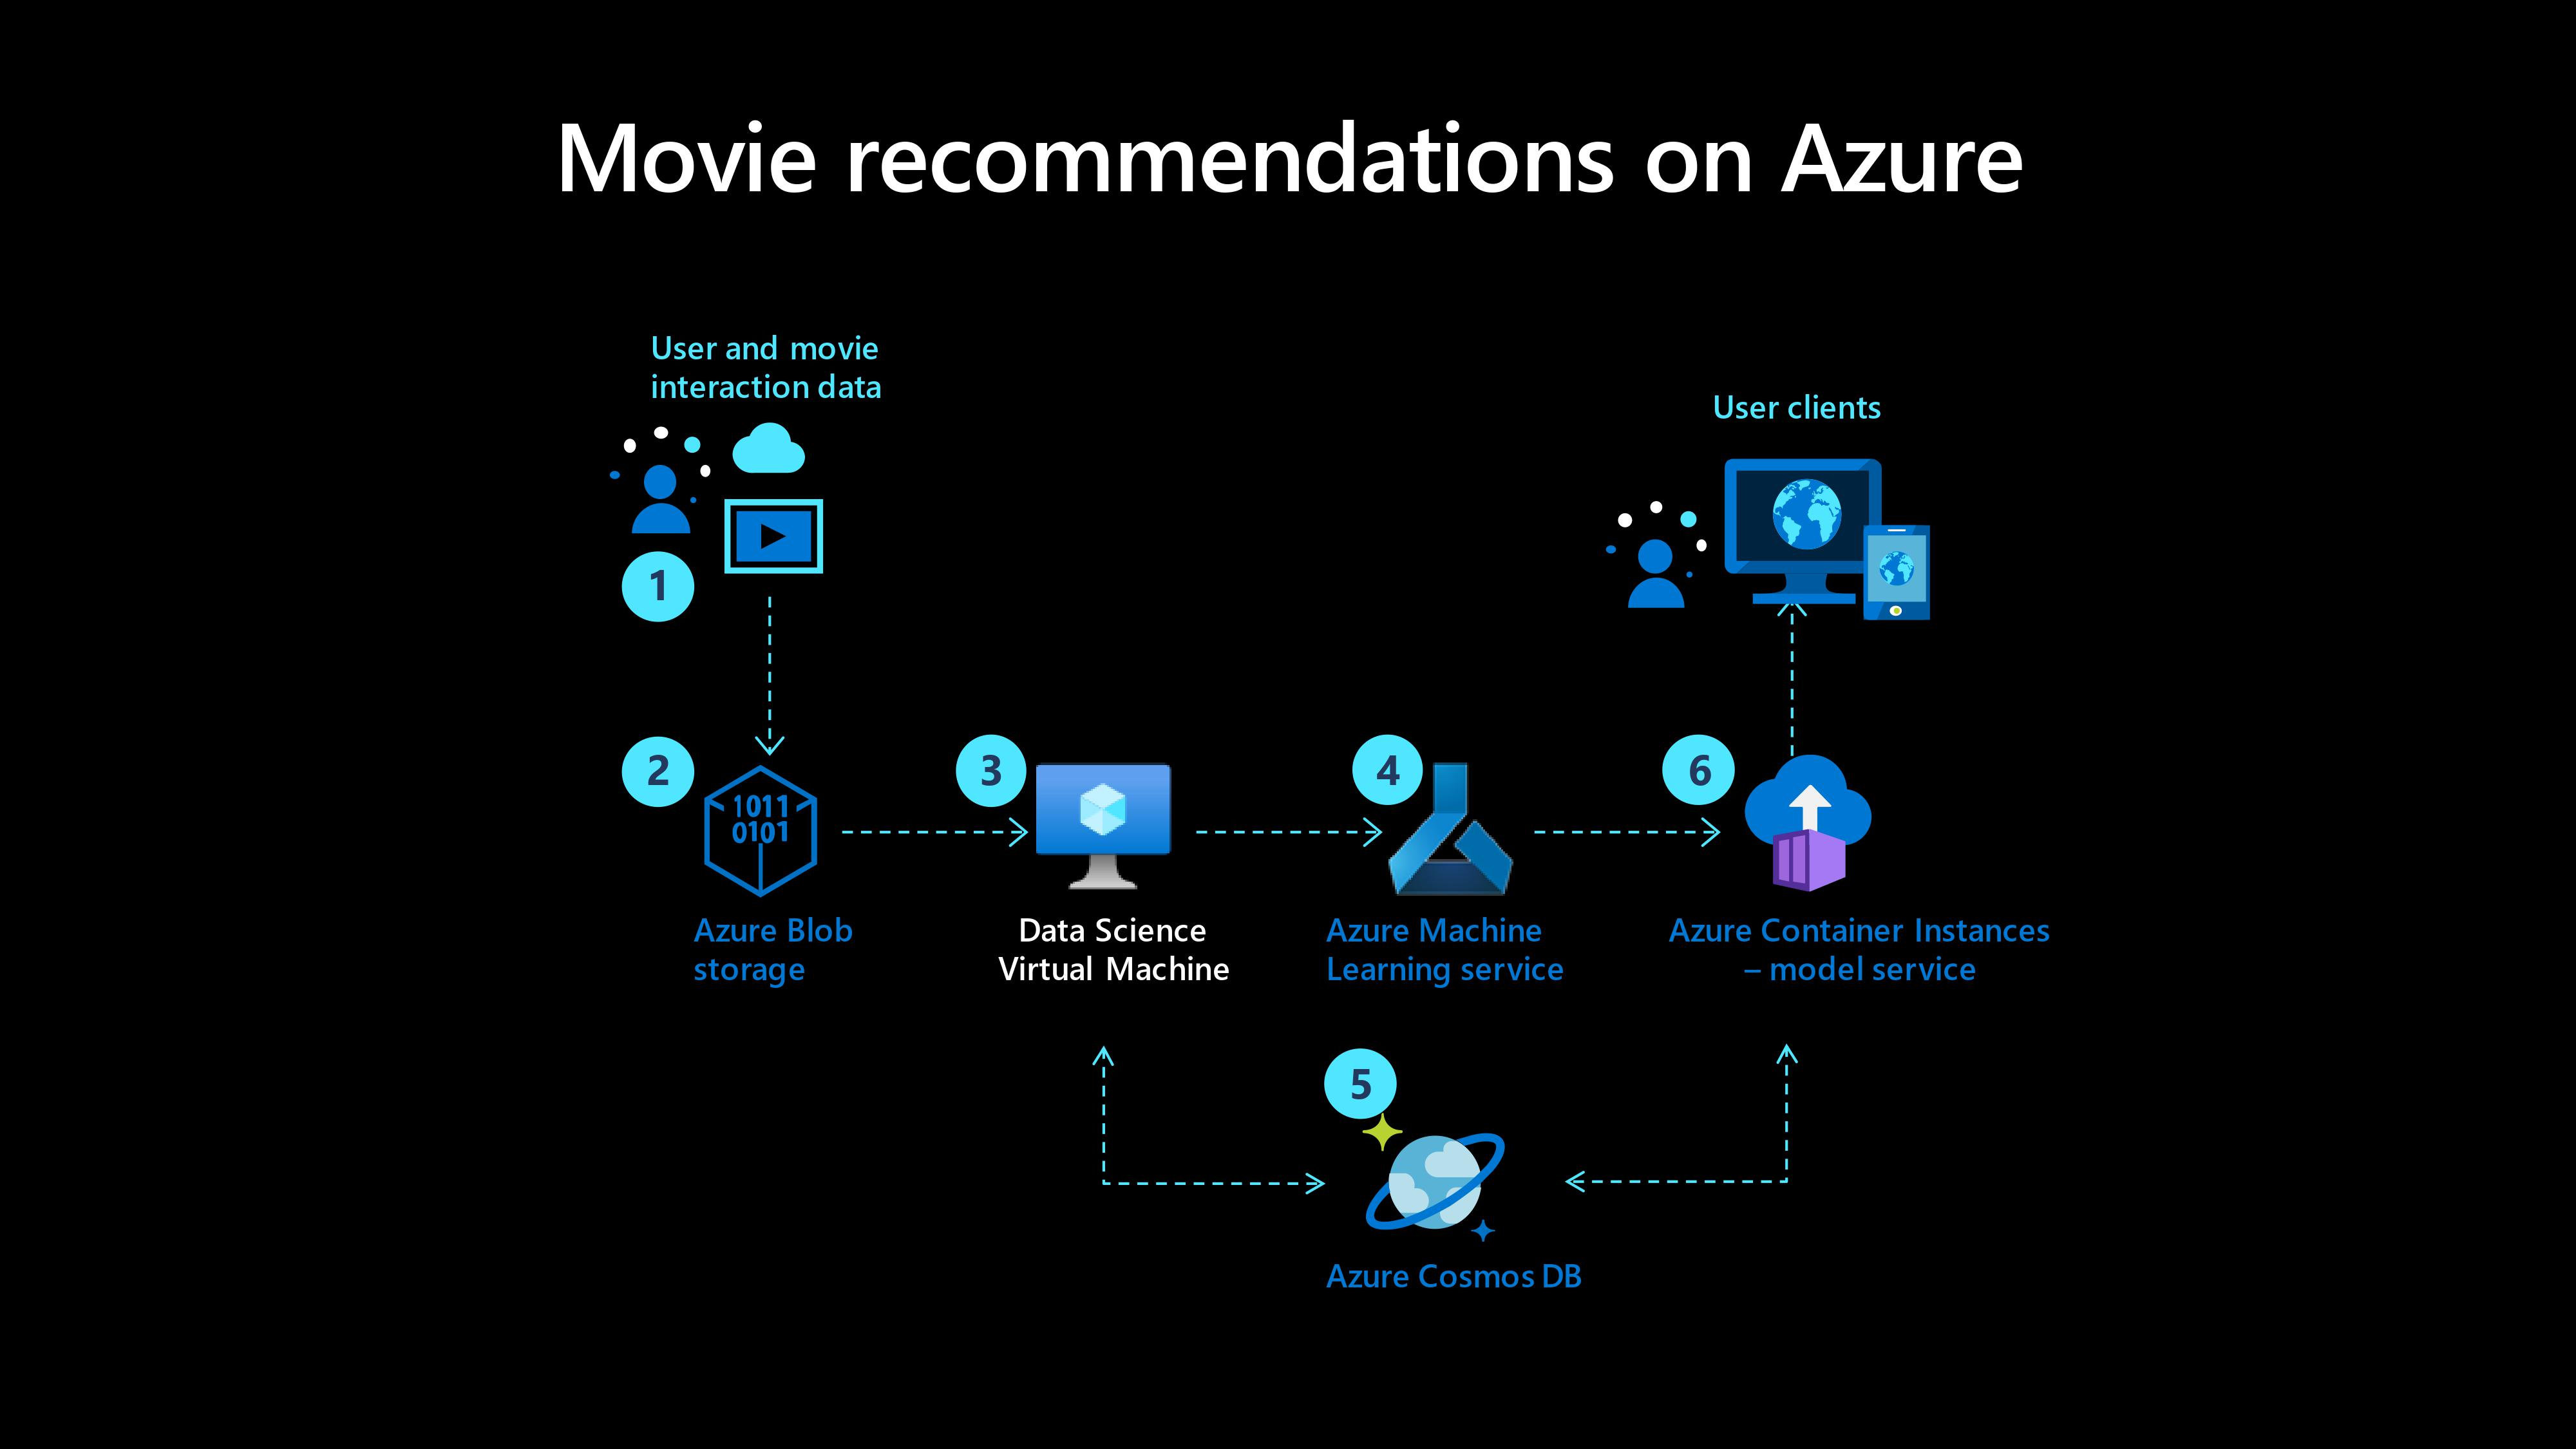 Movie recommendations on Azure
User and movie
interaction data
User clients
1
2
1011
0101
3
4
6
Azure Blob
storage
Data Science
Virtual Machine
Azure Machine
Learning service
Azure Container Instances
– model service
5
Azure Cosmos DB